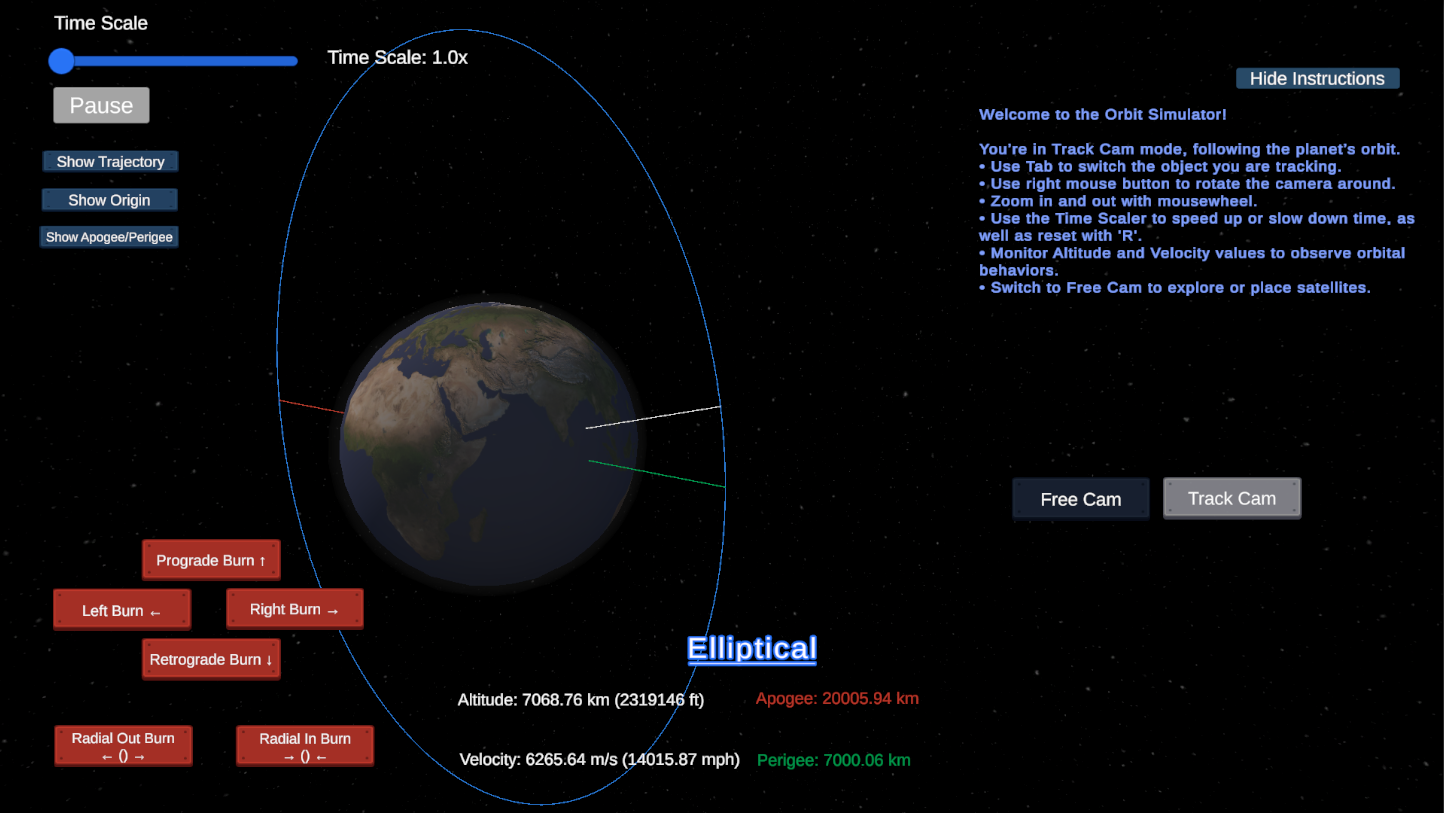 Time Scale
Time Scale: 1.0x
Pause
Show Trajectory
Show Origin
Show Apogee/Perigee
Hide Instructions
Welcome to the Orbit Simulator!
You're in Track Cam mode, following the planet's orbit.
• Use Tab to switch the object you are tracking.
• Use right mouse button to rotate the camera around.
• Zoom in and out with mousewheel.
• Use the Time Scaler to speed up or slow down time, as
well as reset with 'R'.
• Monitor Altitude and Velocity values to observe orbital
behaviors.
• Switch to Free Cam to explore or place satellites.
Free Cam
Track Cam
Prograde Burn ↑
Left Burn ←
Right Burn →
Retrograde Burn ↓
Radial Out Burn
← () →
Radial In Burn
→ () ←
Elliptical
Altitude: 7068.76 km (2319146 ft)
Apogee: 20005.94 km
Velocity: 6265.64 m/s (14015.87 mph)
Perigee: 7000.06 km